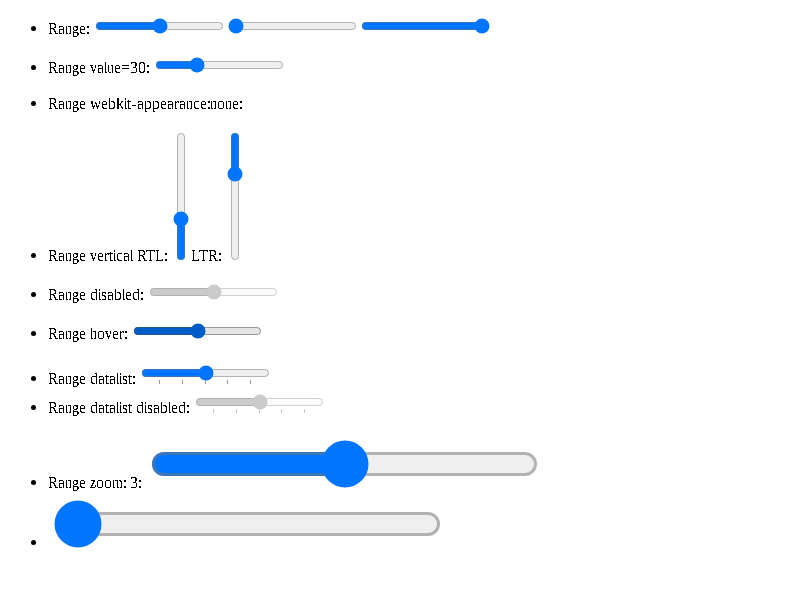 Range:
Range value=30:
Range webkit-appearance:none:
Range vertical RTL: LTR:
Range disabled:
Range hover:
Range datalist:
Range datalist disabled:
Range zoom: 3: